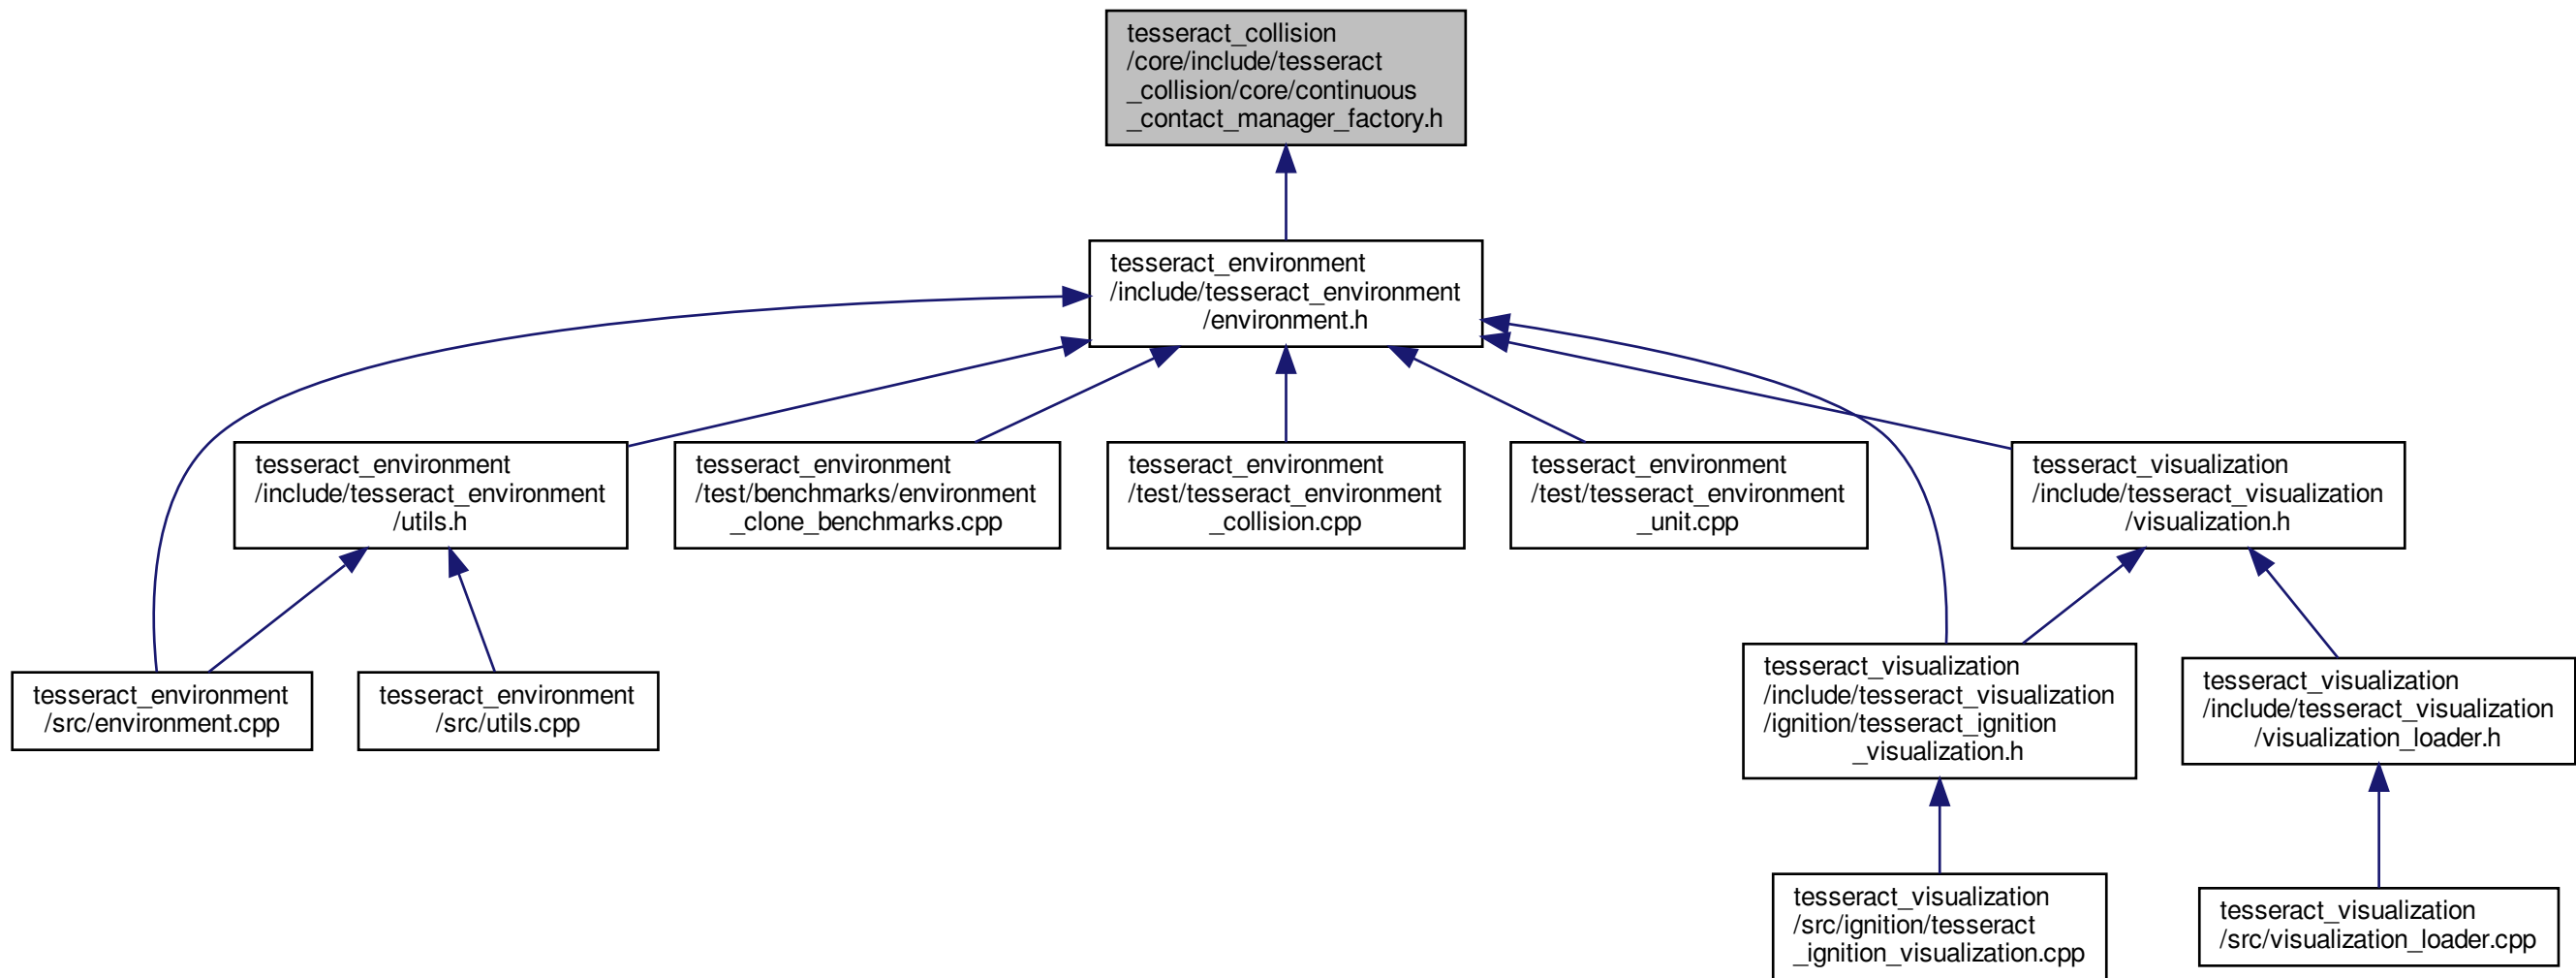 tesseract_collision
/core/include/tesseract
_collision/core/continuous
_contact_manager_factory.h
tesseract_environment
/include/tesseract_environment
/environment.h
tesseract_environment
/include/tesseract_environment
/utils.h
tesseract_environment
/test/benchmarks/environment
_clone_benchmarks.cpp
tesseract_environment
/test/tesseract_environment
_collision.cpp
tesseract_environment
/test/tesseract_environment
_unit.cpp
tesseract_visualization
/include/tesseract_visualization
/visualization.h
tesseract_environment
/src/environment.cpp
tesseract_environment
/src/utils.cpp
tesseract_visualization
/include/tesseract_visualization
/ignition/tesseract_ignition
_visualization.h
tesseract_visualization
/include/tesseract_visualization
/visualization_loader.h
tesseract_visualization
/src/ignition/tesseract
_ignition_visualization.cpp
tesseract_visualization
/src/visualization_loader.cpp